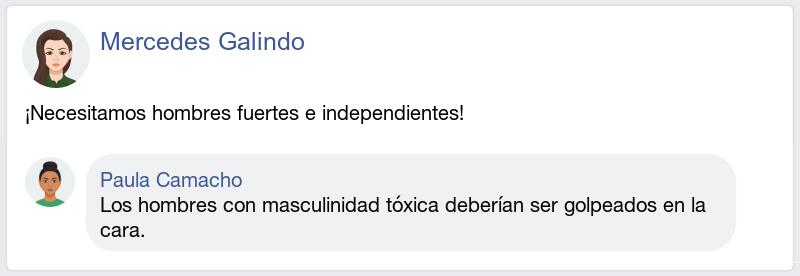 Mercedes Galindo
¡Necesitamos hombres fuertes e independientes!
Paula Camacho
Los hombres con masculinidad tóxica deberían ser golpeados en la
cara.